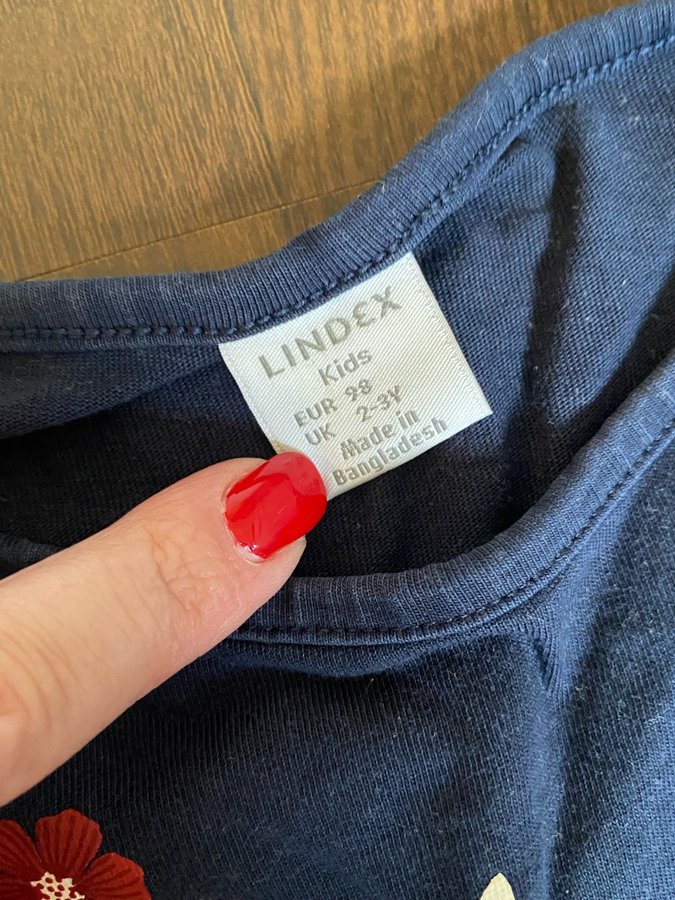 LINDEX
Kids
EUR 98
UK 2-3Y
Made in
Bangladesh